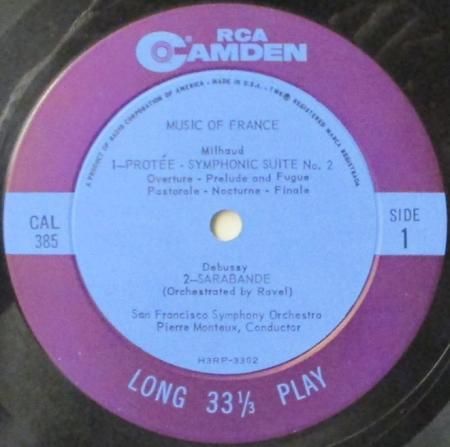 RCA
CAMDEN
A PRODUCT OF RADIO CORPORATION OF AMERICA - MADE IN U.S.A. - TMK ® REGISTERED MARCA REGISTRADA
MUSIC OF FRANCE
Milhaud
1—PROTÉE - SYMPHONIC SUITE No. 2
Overture - Prelude and Fugue
Pastorale - Nocturne - Finale
CAL
385
SIDE
1
Debussy
2—SARABANDE
(Orchestrated by Ravel)
San Francisco Symphony Orchestra
Pierre Monteux, Conductor
H3RP-3302
LONG 33⅓ PLAY